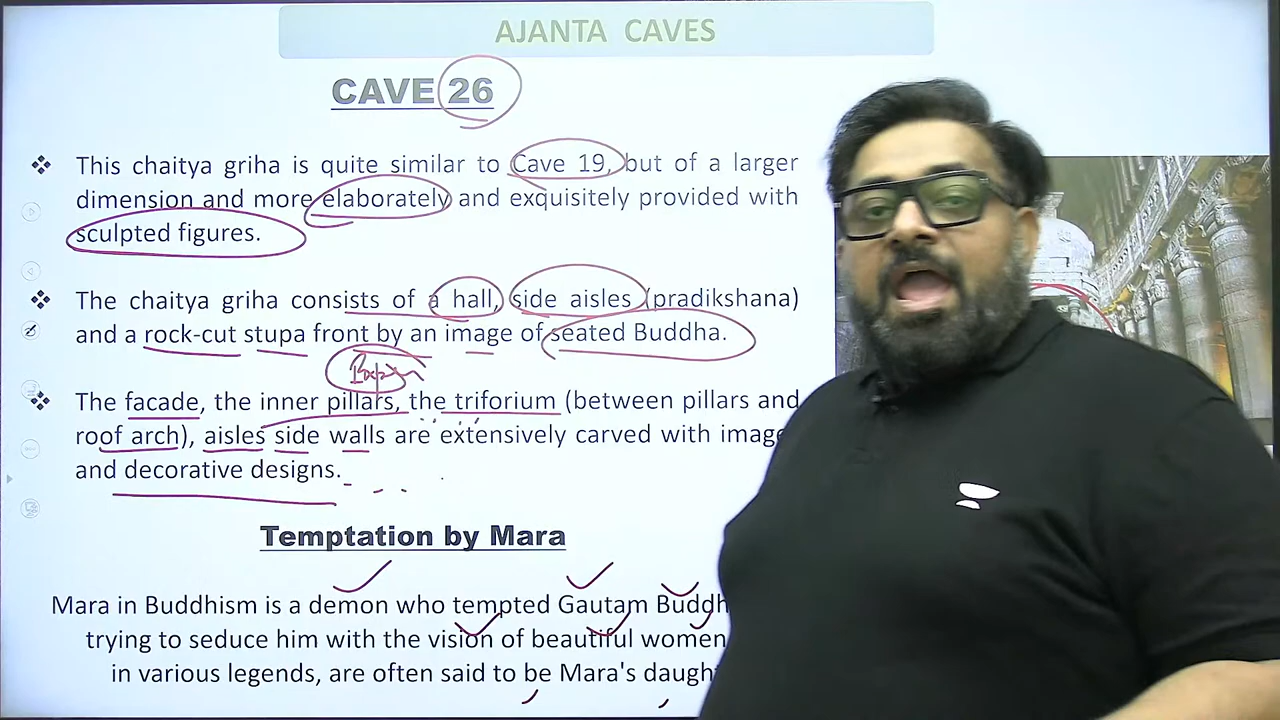 AJANTA CAVES
CAVE 26
This chaitya griha is quite similar to Cave 19, but of a larger
dimension and more elaborately and exquisitely provided with
sculpted figures.
The chaitya griha consists of a hall, side aisles (pradikshana)
and a rock-cut stupa front by an image of seated Buddha.
The facade, the inner pillars, the triforium (between pillars and
roof arch), aisles side walls are extensively carved with image
and decorative designs.
Temptation by Mara
Mara in Buddhism is a demon who tempted Gautam Buddh
trying to seduce him with the vision of beautiful women
in various legends, are often said to be Mara's daugh